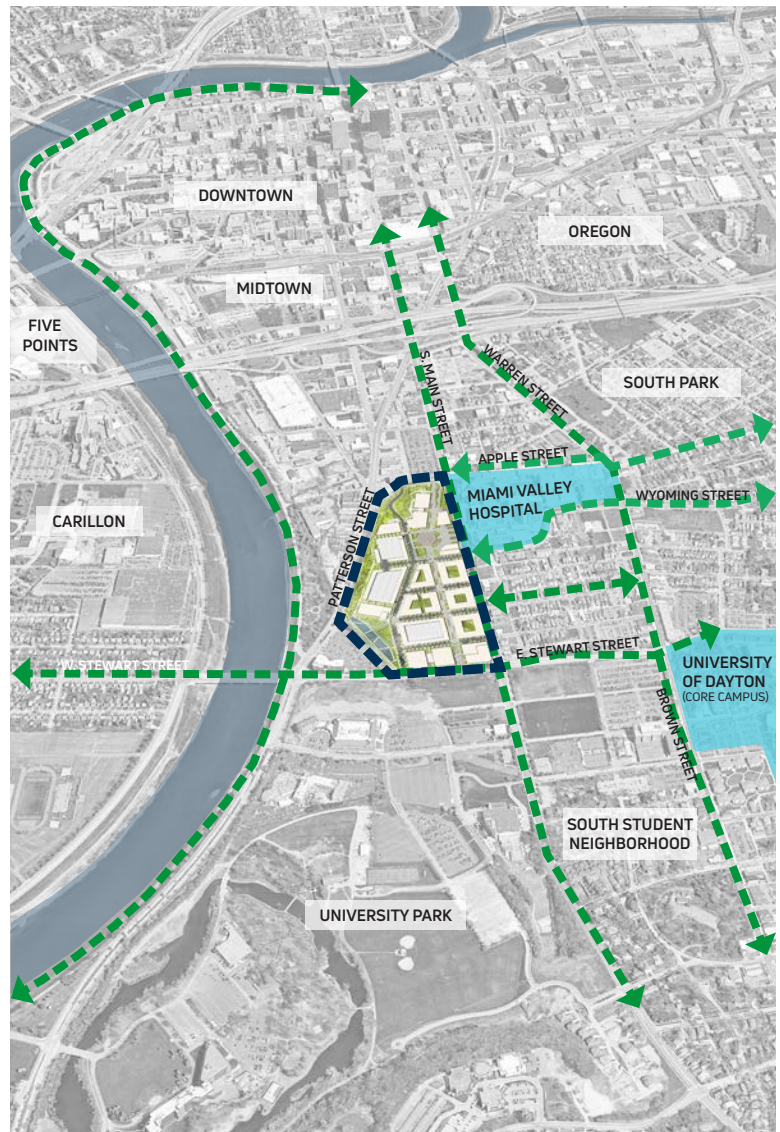 DOWNTOWN
OREGON
MIDTOWN
FIVE
POINTS
WARREN STREET
SOUTH PARK
S. MAIN STREET
APPLE STREET
MIAMI VALLEY
HOSPITAL
WYOMING STREET
CARILLON
PATTERSON STREET
E. STEWART STREET
W. STEWART STREET
UNIVERSITY
OF DAYTON
(CORE CAMPUS)
BROWN STREET
SOUTH STUDENT
NEIGHBORHOOD
UNIVERSITY PARK